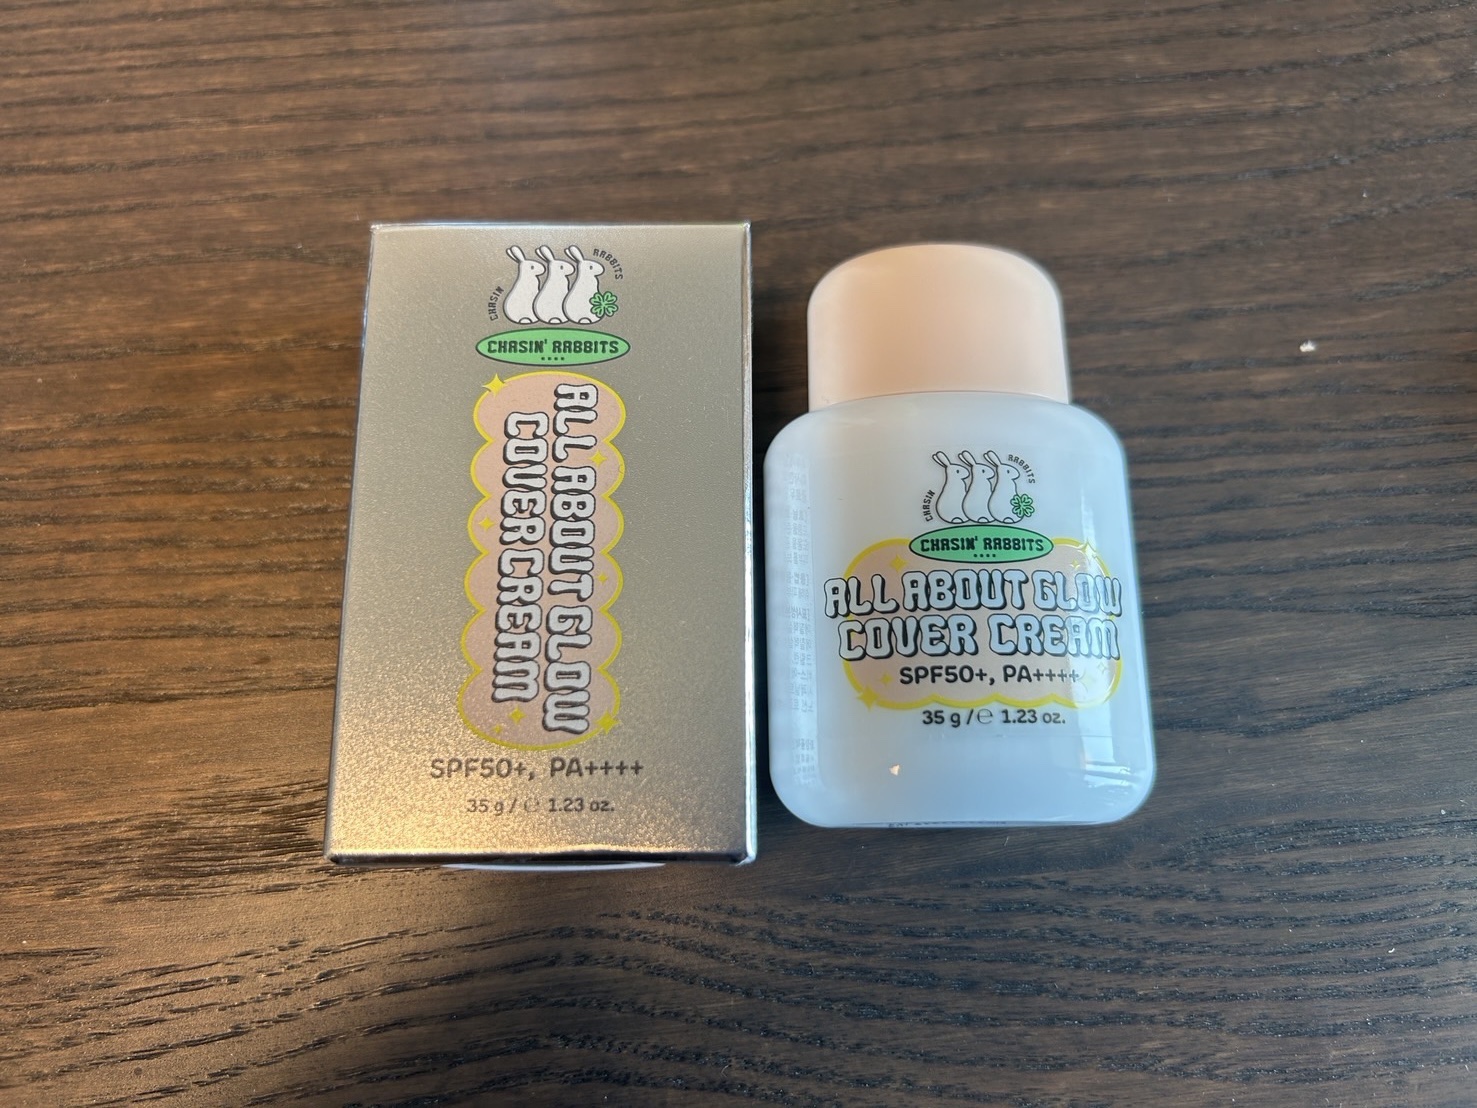 CHASIN RABBITS
CHASIN' RABBITS
ALL ABOUT GLOW
COVER CREAM
SPF50+, PA++++
35 g / ℮ 1.23 oz.
CHASIN RABBITS
CHASIN' RABBITS
ALL ABOUT GLOW
COVER CREAM
SPF50+, PA++++
35 g / ℮ 1.23 oz.